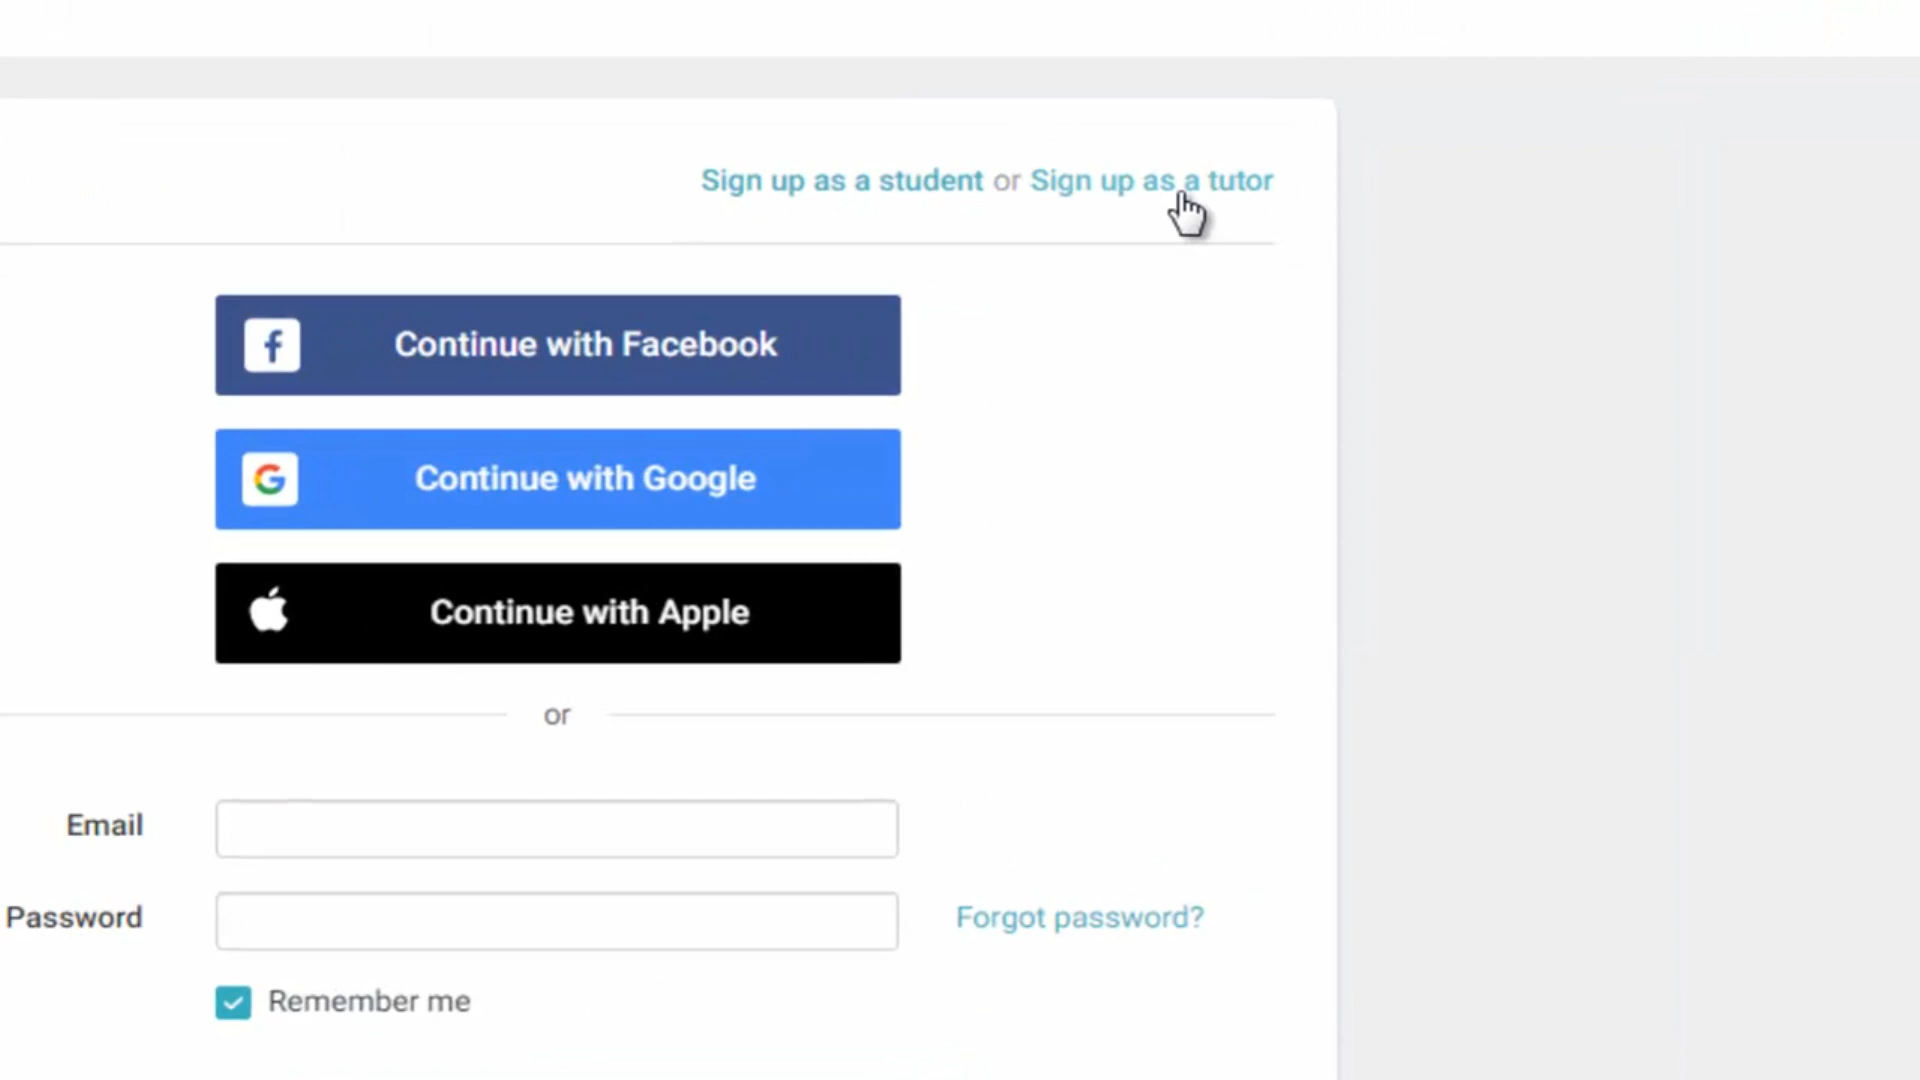 Sign up as a student or Sign up as a tutor
Continue with Facebook
Continue with Google
Continue with Apple
or
Email
Password
Forgot password?
Remember me